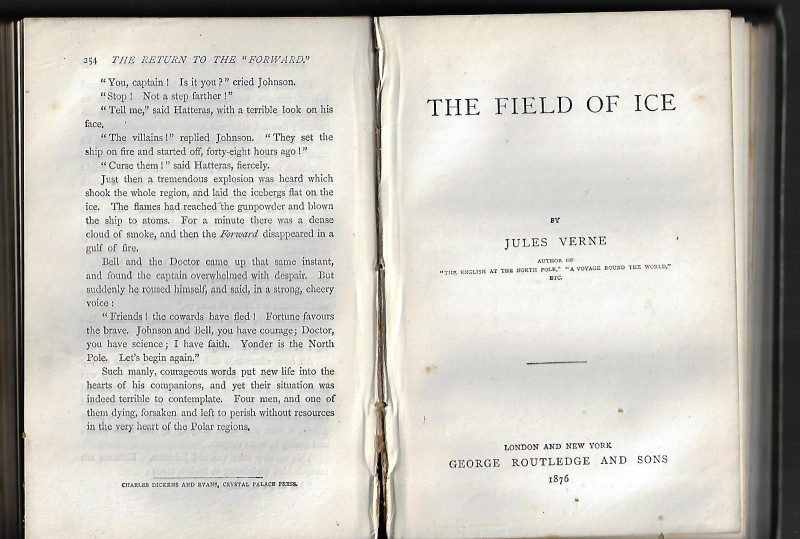 254 THE RETURN TO THE "FORWARD."
"You, captain! Is it you?" cried Johnson.
"Stop! Not a step farther!"
"Tell me," said Hatteras, with a terrible look on his
face.
"The villains!" replied Johnson. "They set the
ship on fire and started off, forty-eight hours ago!"
"Curse them!" said Hatteras, fiercely.
Just then a tremendous explosion was heard which
shook the whole region, and laid the icebergs flat on the
ice. The flames had reached the gunpowder and blown
the ship to atoms. For a minute there was a dense
cloud of smoke, and then the Forward disappeared in a
gulf of fire.
Bell and the Doctor came up that same instant,
and found the captain overwhelmed with despair. But
suddenly he roused himself, and said, in a strong, cheery
voice:
"Friends! the cowards have fled! Fortune favours
the brave. Johnson and Bell, you have courage; Doctor,
you have science; I have faith. Yonder is the North
Pole. Let's begin again."
Such manly, courageous words put new life into the
hearts of his companions, and yet their situation was
indeed terrible to contemplate. Four men, and one of
them dying, forsaken and left to perish without resources
in the very heart of the Polar regions.
CHARLES DICKENS AND EVANS, CRYSTAL PALACE PRESS.
THE FIELD OF ICE
BY
JULES VERNE
AUTHOR OF
"THE ENGLISH AT THE NORTH POLE," "A VOYAGE ROUND THE WORLD,"
ETC.
LONDON AND NEW YORK
GEORGE ROUTLEDGE AND SONS
1876